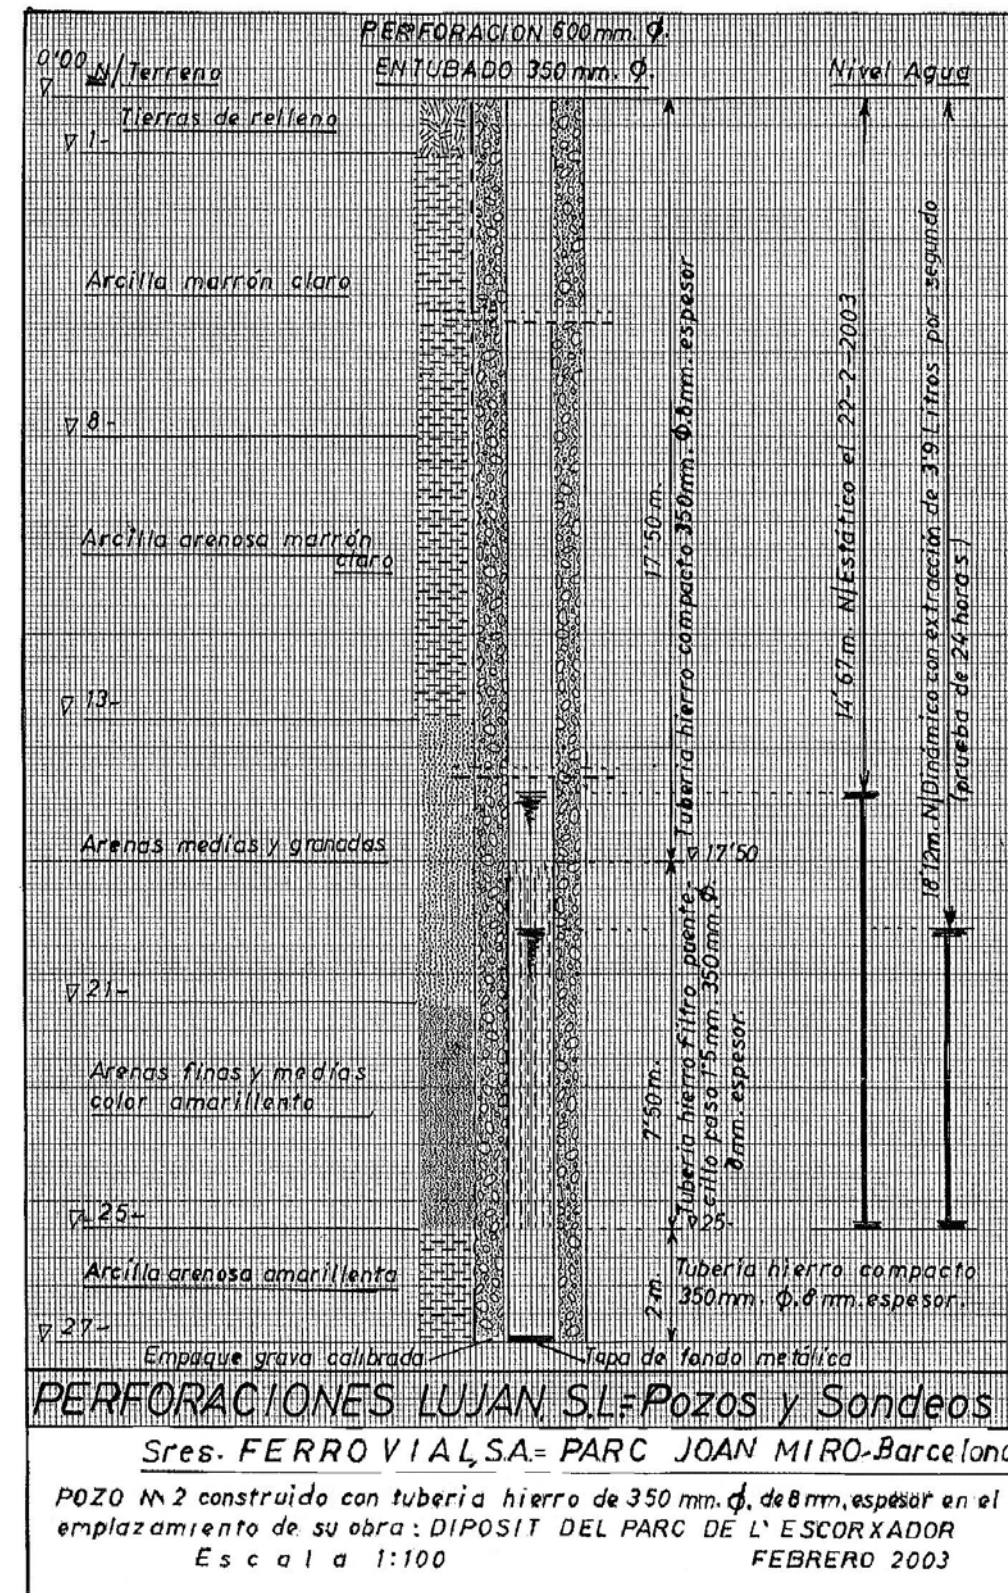 PERFORACION 600 mm. Ф.
ENTUBADO 350 mm. Ф.
0'00 N/Terreno
Nivel Agua
Tierras de relleno
1-
Arcilla marrón claro
8-
Arcilla arenosa marrón
claro
13-
Arenas medias y granadas
21-
Arenas finas y medias
color amarillento
25-
Arcilla arenosa amarillenta
27-
17'50 m.
Tuberia hierro compacto 350mm. Ф. 8mm. espesor
17'50
7'50 m.
Tuberia hierro filtro puente-
cillo paso 1'5 mm. 350mm. Ф.
8mm. espesor.
25-
2 m.
Tuberia hierro compacto
350mm. Ф. 8 mm. espesor.
14'67 m. N/Estático el 22-2-2003
18'12m. N/Dinámico con extracción de 3'9 Litros por segundo
(prueba de 24 horas)
Empaque grava calibrada
Tapa de fondo metálica
PERFORACIONES LUJAN, S.L.= Pozos y Sondeos
Sres. FERROVIAL, S.A.= PARC JOAN MIRO-Barcelona
POZO Nº 2 construido con tuberia hierro de 350 mm. Ф. de 8 mm. espesor en el
emplazamiento de su obra : DIPOSIT DEL PARC DE L' ESCORXADOR
Escala 1:100
FEBRERO 2003